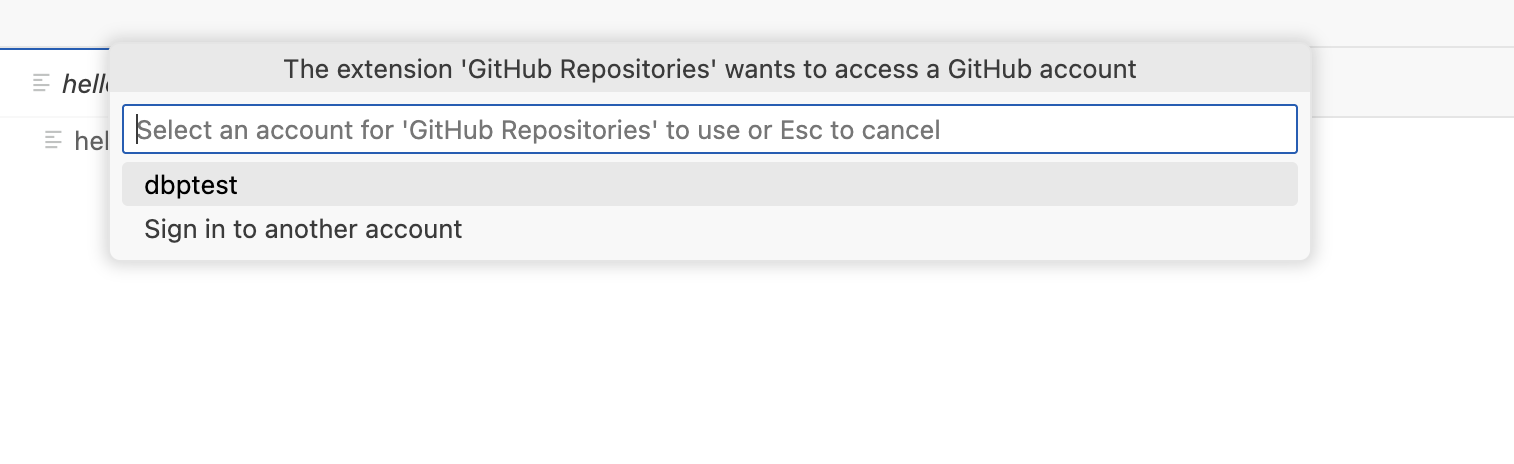 The extension 'GitHub Repositories' wants to access a GitHub account
Select an account for 'GitHub Repositories' to use or Esc to cancel
dbptest
Sign in to another account